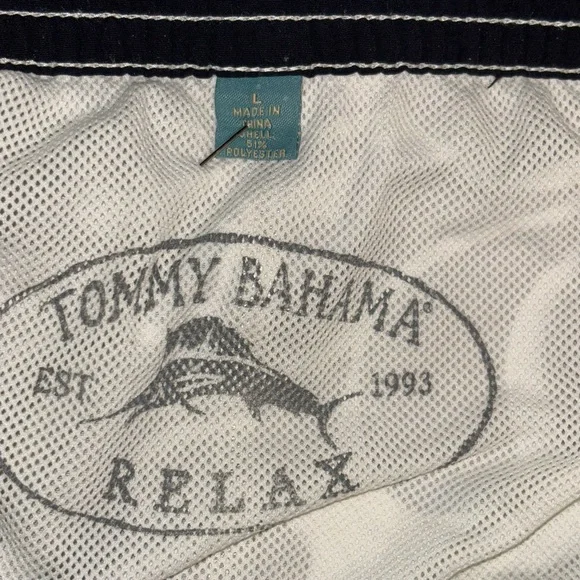 L
MADE IN
CHINA
SHELL
51%
POLYESTER
TOMMY BAHAMA®
EST. 1993
RELAX